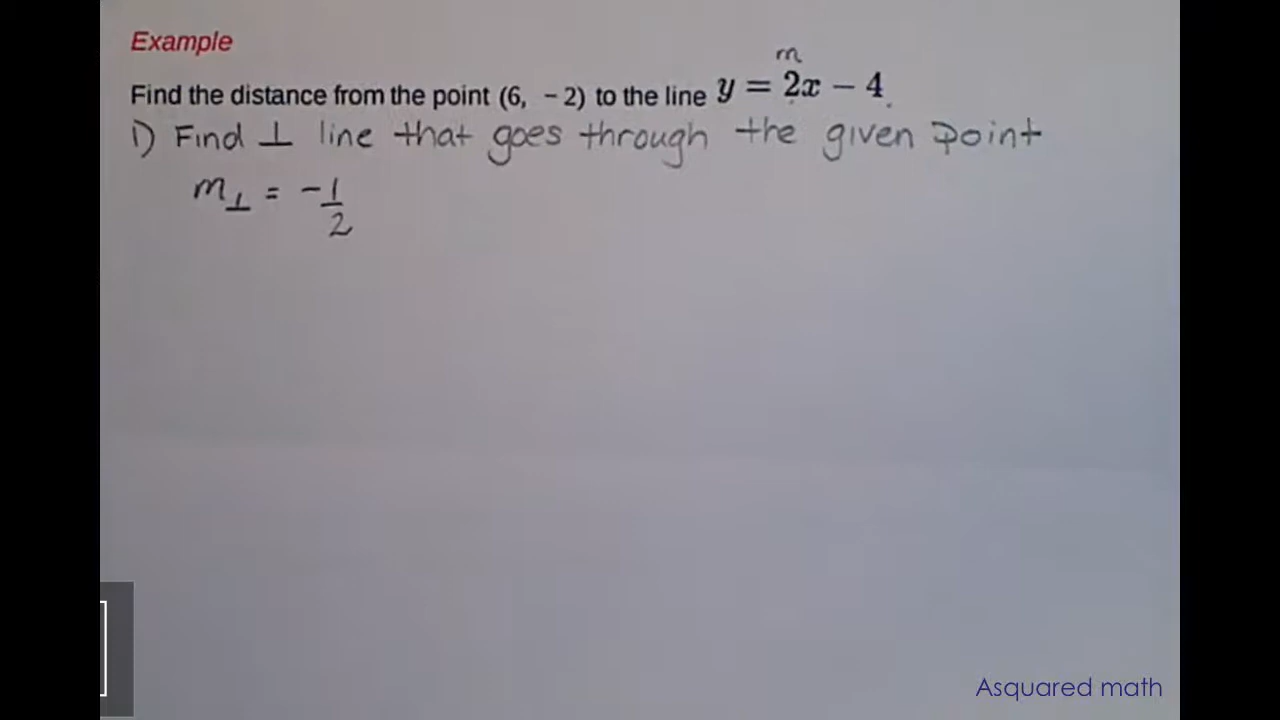 Example
m
Find the distance from the point (6, − 2) to the line y = 2x − 4
1) Find ⊥ line that goes through the given point
m⊥ = -1/2
Asquared math